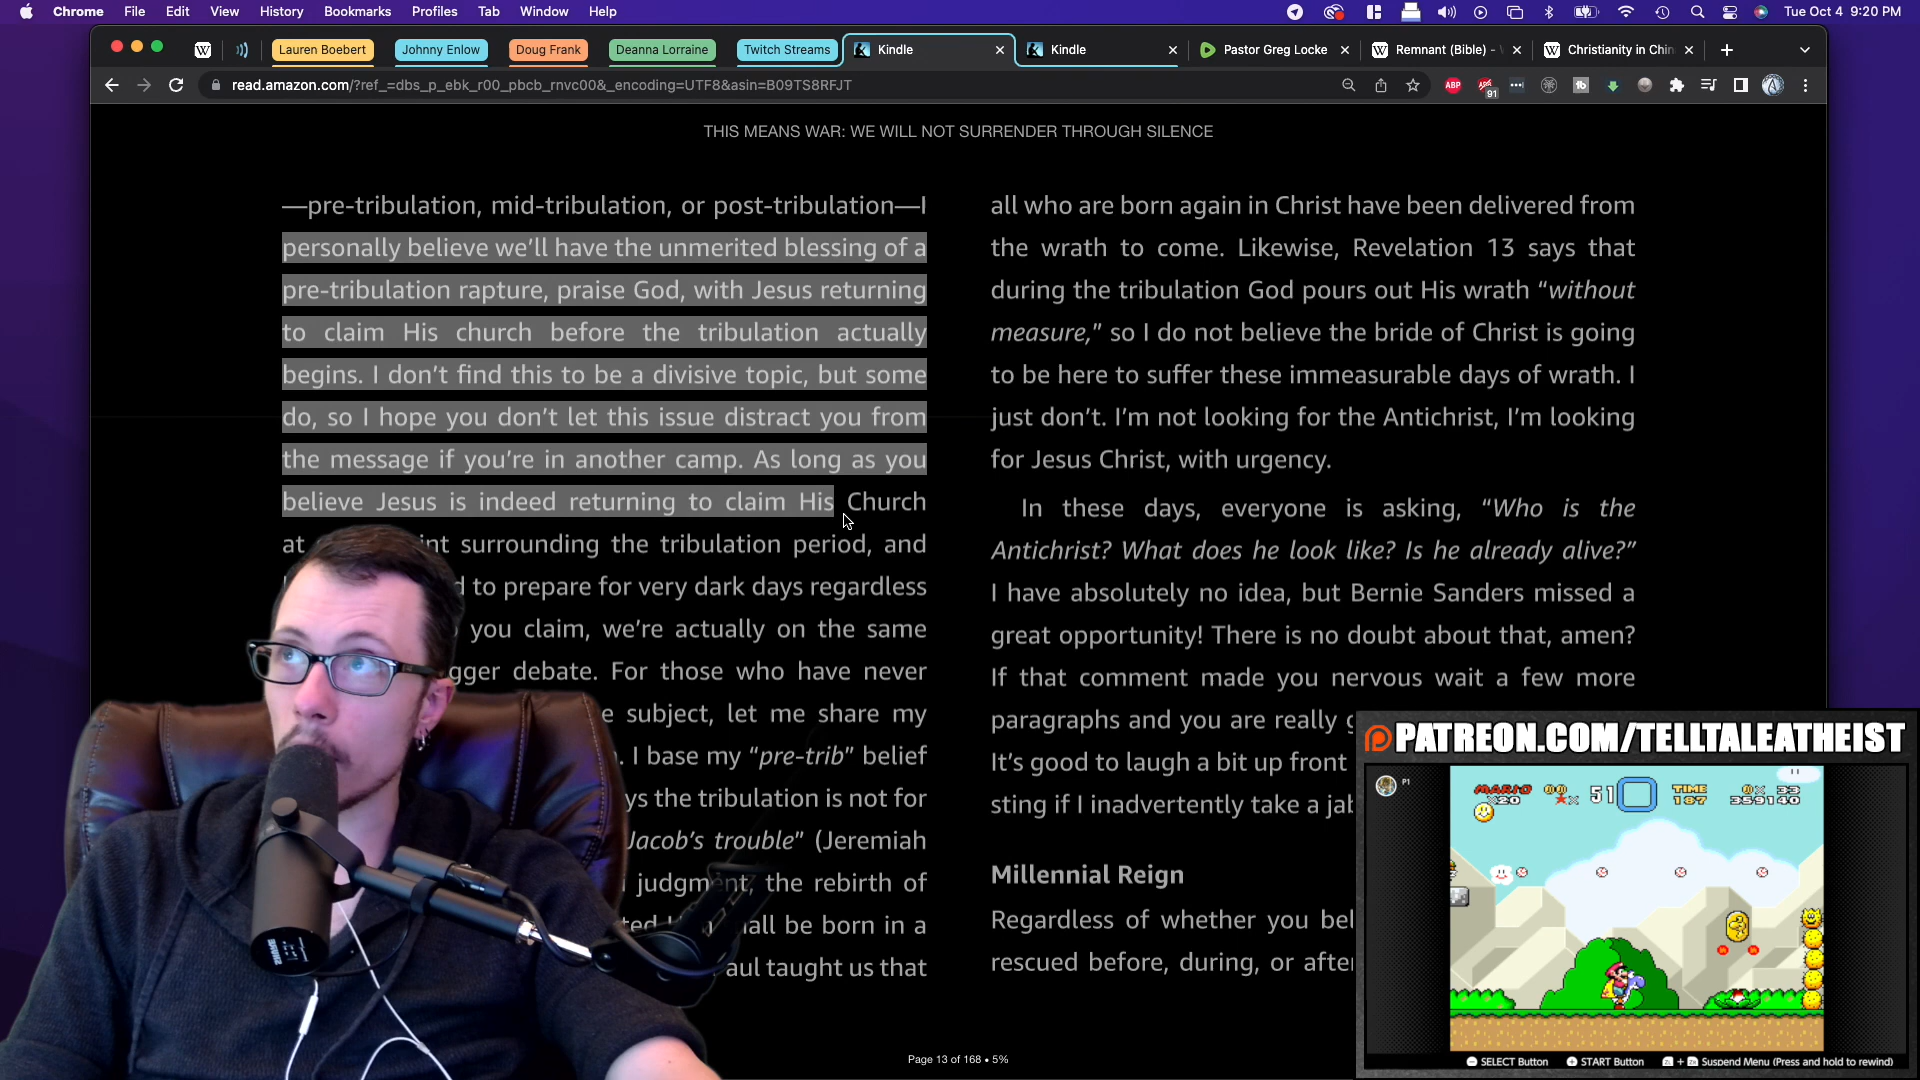 Chrome File Edit View History Bookmarks Profiles Tab Window Help Tue Oct 4 9:20 PM
Lauren Boebert Johnny Enlow Doug Frank Deanna Lorraine Twitch Streams Kindle Kindle Pastor Greg Locke Remnant (Bible) - Christianity in Chin
read.amazon.com/?ref_=dbs_p_ebk_r00_pbcb_rnvc00&_encoding=UTF8&asin=B09TS8RFJT ABP 91 tb
THIS MEANS WAR: WE WILL NOT SURRENDER THROUGH SILENCE
—pre-tribulation, mid-tribulation, or post-tribulation—I
personally believe we’ll have the unmerited blessing of a
pre-tribulation rapture, praise God, with Jesus returning
to claim His church before the tribulation actually
begins. I don’t find this to be a divisive topic, but some
do, so I hope you don’t let this issue distract you from
the message if you’re in another camp. As long as you
believe Jesus is indeed returning to claim His Church
at int surrounding the tribulation period, and
d to prepare for very dark days regardless
you claim, we’re actually on the same
gger debate. For those who have never
e subject, let me share my
. I base my “pre-trib” belief
ys the tribulation is not for
Jacob’s trouble” (Jeremiah
judgment, the rebirth of
ted H all be born in a
aul taught us that
all who are born again in Christ have been delivered from
the wrath to come. Likewise, Revelation 13 says that
during the tribulation God pours out His wrath “without
measure,” so I do not believe the bride of Christ is going
to be here to suffer these immeasurable days of wrath. I
just don’t. I’m not looking for the Antichrist, I’m looking
for Jesus Christ, with urgency.
In these days, everyone is asking, “Who is the
Antichrist? What does he look like? Is he already alive?”
I have absolutely no idea, but Bernie Sanders missed a
great opportunity! There is no doubt about that, amen?
If that comment made you nervous wait a few more
paragraphs and you are really g
It’s good to laugh a bit up front
sting if I inadvertently take a jab
Millennial Reign
Regardless of whether you bel
rescued before, during, or after
Page 13 of 168 • 5%
PATREON.COM/TELLTALEATHEIST
P1
MARIO TIME
x20 x 51 187 x 33
359140
SELECT Button START Button ZL + ZR Suspend Menu (Press and hold to rewind)